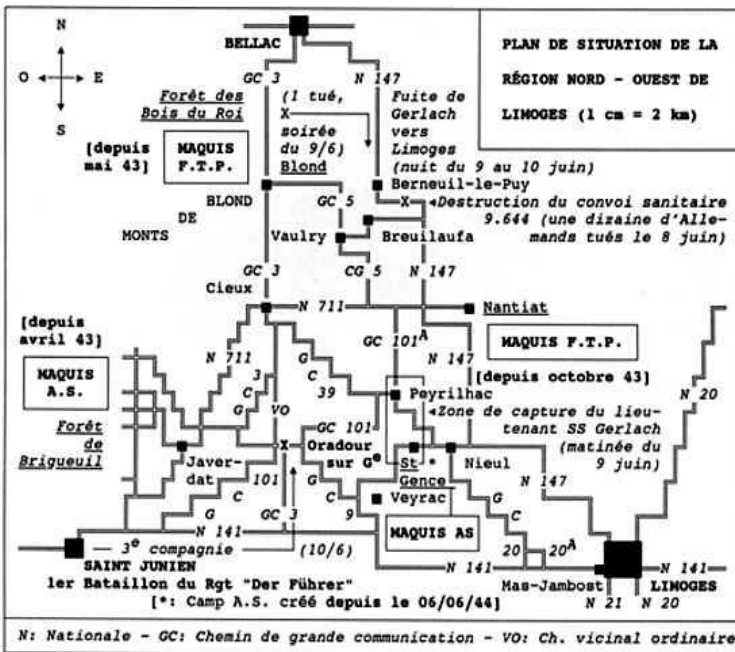 N
O E
S
BELLAC
PLAN DE SITUATION DE LA
RÉGION NORD - OUEST DE
LIMOGES (1 cm = 2 km)
GC 3
N 147
Forêt des
Bois du Roi
(1 tué,
X
soirée
du 9/6)
Blond
Fuite de
Gerlach
vers
Limoges
(nuit du 9 au 10 juin)
[depuis
mai 43]
MAQUIS
F.T.P.
BLOND
DE
MONTS
GC 5
Berneuil-le-Puy
X
Destruction du convoi sanitaire
9.644 (une dizaine d'Alle-
mands tués le 8 juin)
Vaulry
Breuilaufa
GC 3
CG 5
N 147
Cieux
N 711
Nantiat
[depuis
avril 43]
MAQUIS
A.S.
Forêt
de
Brigueuil
N 711
3
C
G
G
C
39
VO
GC 101A
N 147
MAQUIS F.T.P.
[depuis octobre 43]
N 20
Peyrilhac
Zone de capture du lieu-
tenant SS Gerlach
(matinée du
9 juin)
GC 101
X
Oradour
sur Ge
Javer-
dat
101
C
G
GC 3
G
C
9
St *
Gence
Nieul
Veyrac
MAQUIS AS
G
C
20
20A
N 147
N 141
SAINT JUNIEN
3e compagnie
(10/6)
N 141
Mas-Jambost
LIMOGES
N 141
N 21
N 20
1er Bataillon du Rgt "Der Führer"
[*: Camp A.S. créé depuis le 06/06/44]
N: Nationale - GC: Chemin de grande communication - VO: Ch. vicinal ordinaire